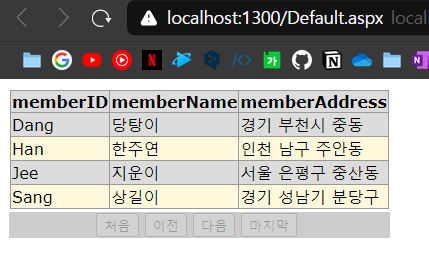 localhost:1300/Default.aspx local
memberID memberName memberAddress
Dang 당탕이 경기 부천시 중동
Han 한주연 인천 남구 주안동
Jee 지운이 서울 은평구 중산동
Sang 상길이 경기 성남기 분당구
처음 이전 다음 마지막